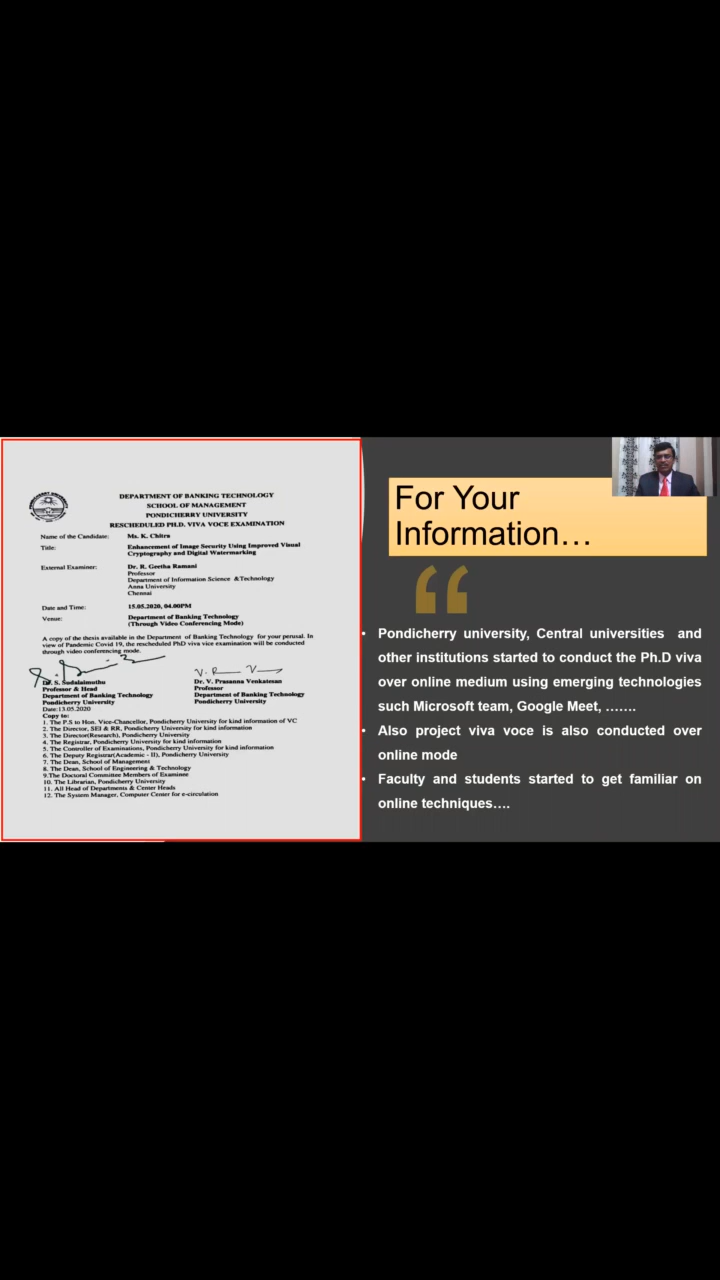 DEPARTMENT OF BANKING TECHNOLOGY
SCHOOL OF MANAGEMENT
PONDICHERRY UNIVERSITY
RESCHEDULED PH.D. VIVA VOCE EXAMINATION
Name of the Candidate: Ms. K. Chitra
Title: Enhancement of Image Security Using Improved Visual
Cryptography and Digital Watermarking
External Examiner: Dr. R. Geetha Ramani
Professor
Department of Information Science &Technology
Anna University
Chennai
Date and Time: 15.05.2020, 04.00PM
Venue: Department of Banking Technology
(Through Video Conferencing Mode)
A copy of the thesis available in the Department of Banking Technology for your perusal. In
view of Pandemic Covid 19, the rescheduled PhD viva vice examination will be conducted
through video conferencing mode.
Dr. S. Sudalaimuthu
Professor & Head
Department of Banking Technology
Pondicherry University
Date:13.05.2020
V. R V
Dr. V. Prasanna Venkatesan
Professor
Department of Banking Technology
Pondicherry University
Copy to:
1. The P.S to Hon. Vice-Chancellor, Pondicherry University for kind information of VC
2. The Director, SEI & RR, Pondicherry University for kind information
3. The Director(Research), Pondicherry University
4. The Registrar, Pondicherry University for kind information
5. The Controller of Examinations, Pondicherry University for kind information
6. The Deputy Registrar(Academic - II), Pondicherry University
7. The Dean, School of Management
8. The Dean, School of Engineering & Technology
9.The Doctoral Committee Members of Examinee
10. The Librarian, Pondicherry University
11. All Head of Departments & Center Heads
12. The System Manager, Computer Center for e-circulation
For Your
Information…
“
• Pondicherry university, Central universities and
other institutions started to conduct the Ph.D viva
over online medium using emerging technologies
such Microsoft team, Google Meet, …….
• Also project viva voce is also conducted over
online mode
• Faculty and students started to get familiar on
online techniques….